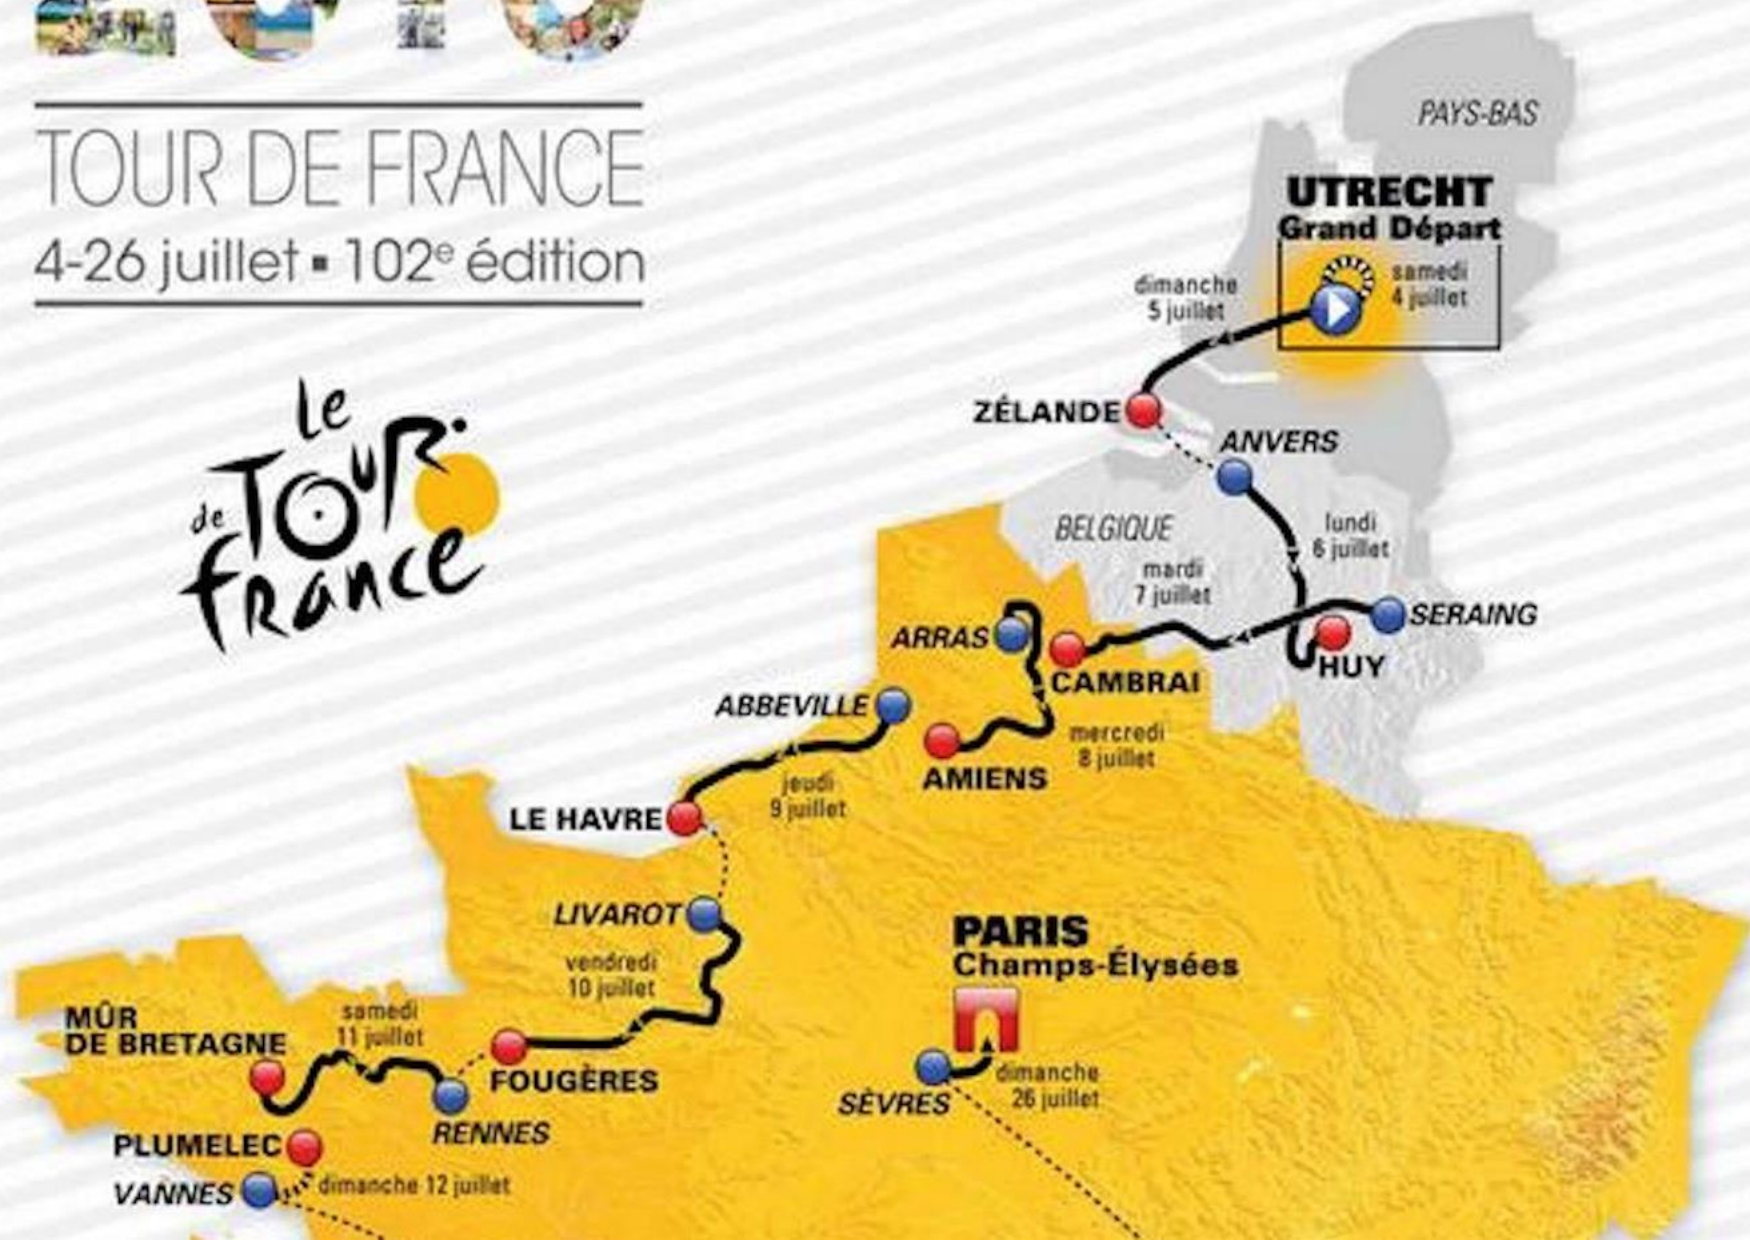 TOUR DE FRANCE
4-26 juillet ▪ 102e édition
Le
TOUR
de
france
PAYS-BAS
UTRECHT
Grand Départ
samedi
4 juillet
dimanche
5 juillet
ZÉLANDE
ANVERS
BELGIQUE
lundi
6 juillet
mardi
7 juillet
SERAING
HUY
ARRAS
CAMBRAI
ABBEVILLE
mercredi
8 juillet
AMIENS
jeudi
9 juillet
LE HAVRE
LIVAROT
vendredi
10 juillet
PARIS
Champs-Élysées
MÛR
DE BRETAGNE
samedi
11 juillet
FOUGÈRES
RENNES
SÈVRES
dimanche
26 juillet
PLUMELEC
VANNES
dimanche 12 juillet